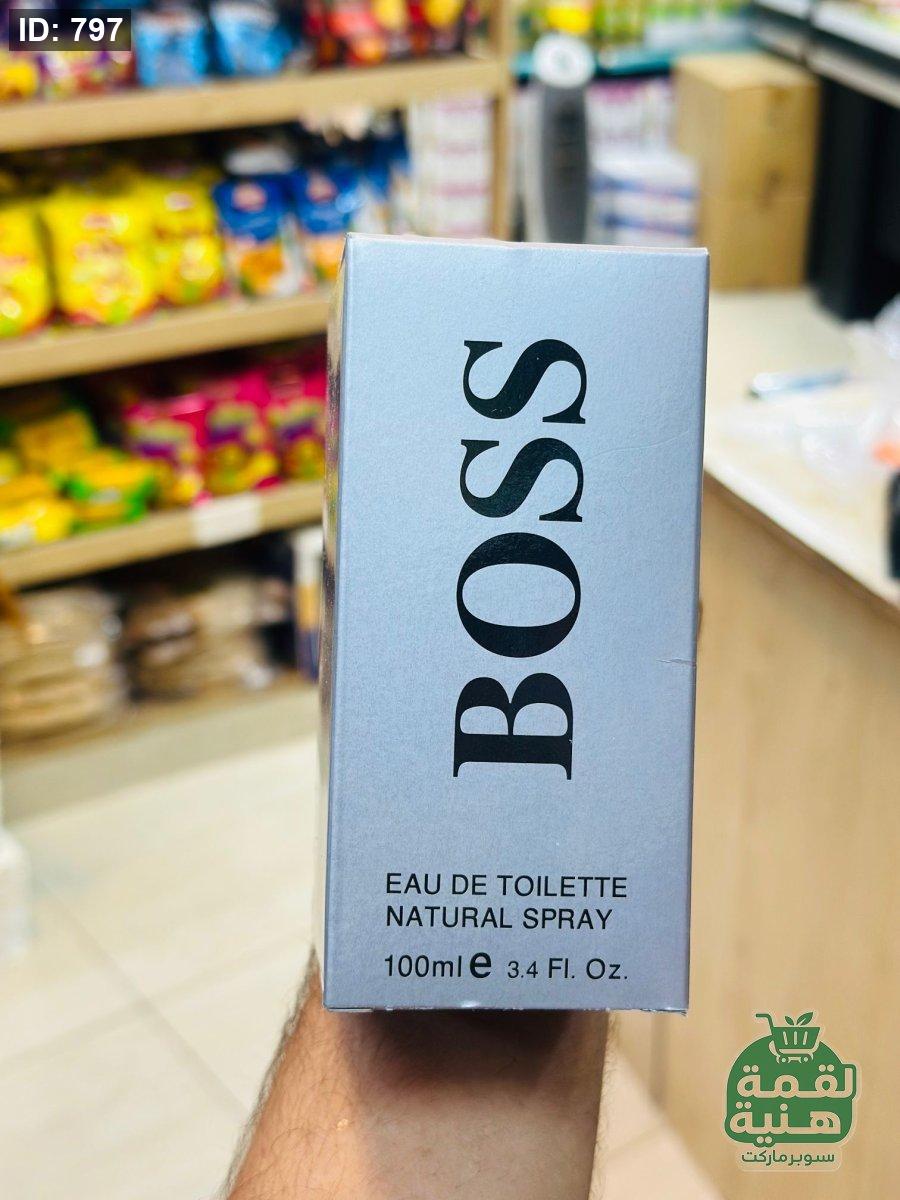 ID: 797
BOSS
EAU DE TOILETTE
NATURAL SPRAY
100ml e 3.4 Fl. Oz.
لقمة
هنية
سوبرماركت